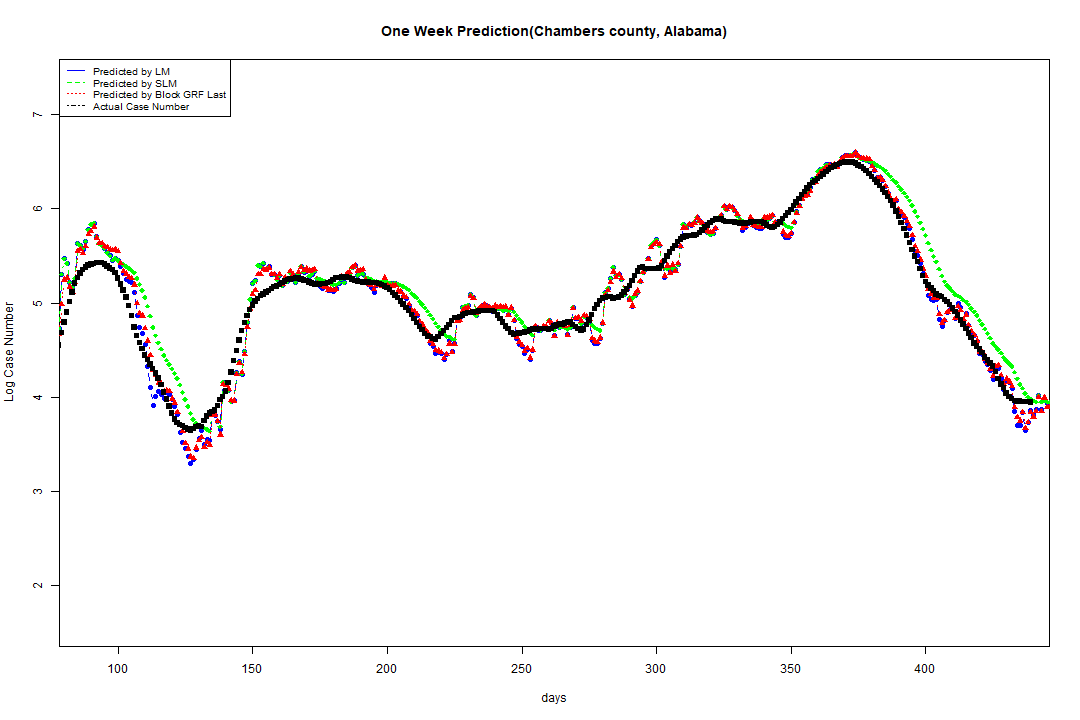 One Week Prediction(Chambers county, Alabama)
Predicted by LM
Predicted by SLM
Predicted by Block GRF Last
Actual Case Number
7
6
5
4
3
2
Log Case Number
100 150 200 250 300 350 400
days